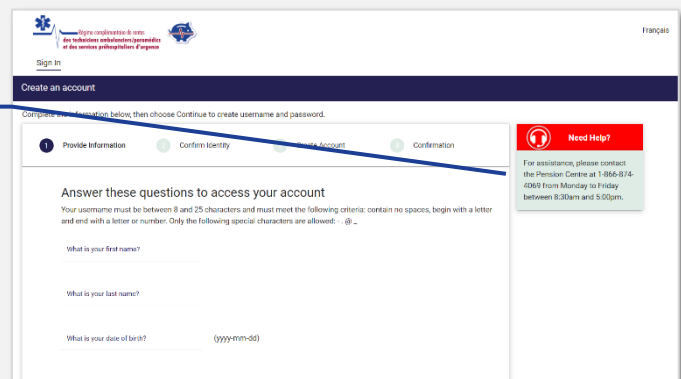 Régime complémentaire de rentes
des techniciens ambulanciers/paramédics
et des services préhospitaliers d'urgence
Français
Sign In
Create an account
Complete the information below, then choose Continue to create username and password.
1 Provide Information
2 Confirm Identity
3 Create Account
4 Confirmation
Need Help?
For assistance, please contact
the Pension Centre at 1-866-874-
4069 from Monday to Friday
between 8:30am and 5:00pm.
Answer these questions to access your account
Your username must be between 8 and 25 characters and must meet the following criteria: contain no spaces, begin with a letter
and end with a letter or number. Only the following special characters are allowed: - . @ _
What is your first name?
What is your last name?
What is your date of birth? (yyyy-mm-dd)